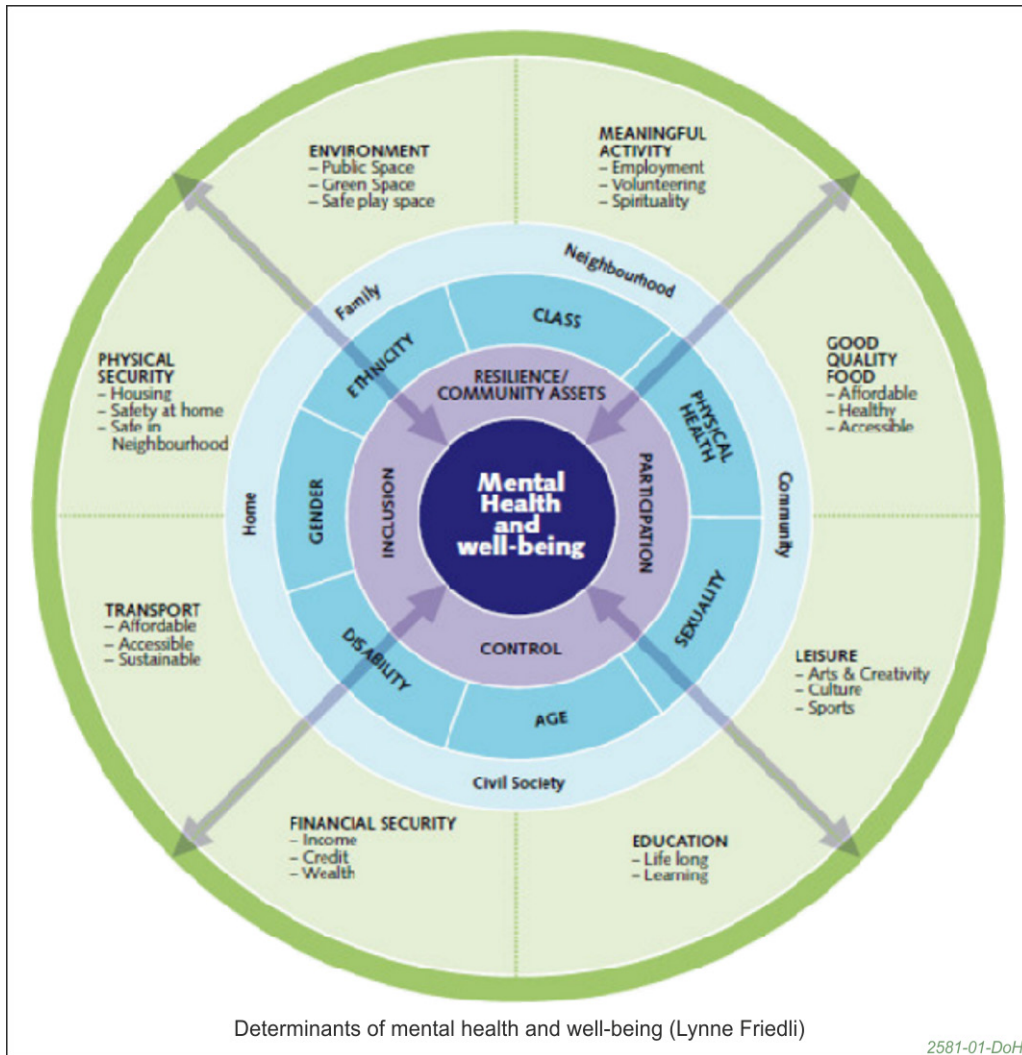 ENVIRONMENT
– Public Space
– Green Space
– Safe play space
MEANINGFUL
ACTIVITY
– Employment
– Volunteering
– Spirituality
PHYSICAL
SECURITY
– Housing
– Safety at home
– Safe in
Neighbourhood
GOOD
QUALITY
FOOD
– Affordable
– Healthy
– Accessible
TRANSPORT
– Affordable
– Accessible
– Sustainable
LEISURE
– Arts & Creativity
– Culture
– Sports
FINANCIAL SECURITY
– Income
– Credit
– Wealth
EDUCATION
– Life long
– Learning
Family
Neighbourhood
Home
Community
Civil Society
ETHNICITY
CLASS
PHYSICAL
HEALTH
GENDER
SEXUALITY
DISABILITY
AGE
RESILIENCE/
COMMUNITY ASSETS
INCLUSION
PARTICIPATION
CONTROL
Mental
Health
and
well-being
Determinants of mental health and well-being (Lynne Friedli)
2581-01-DoH